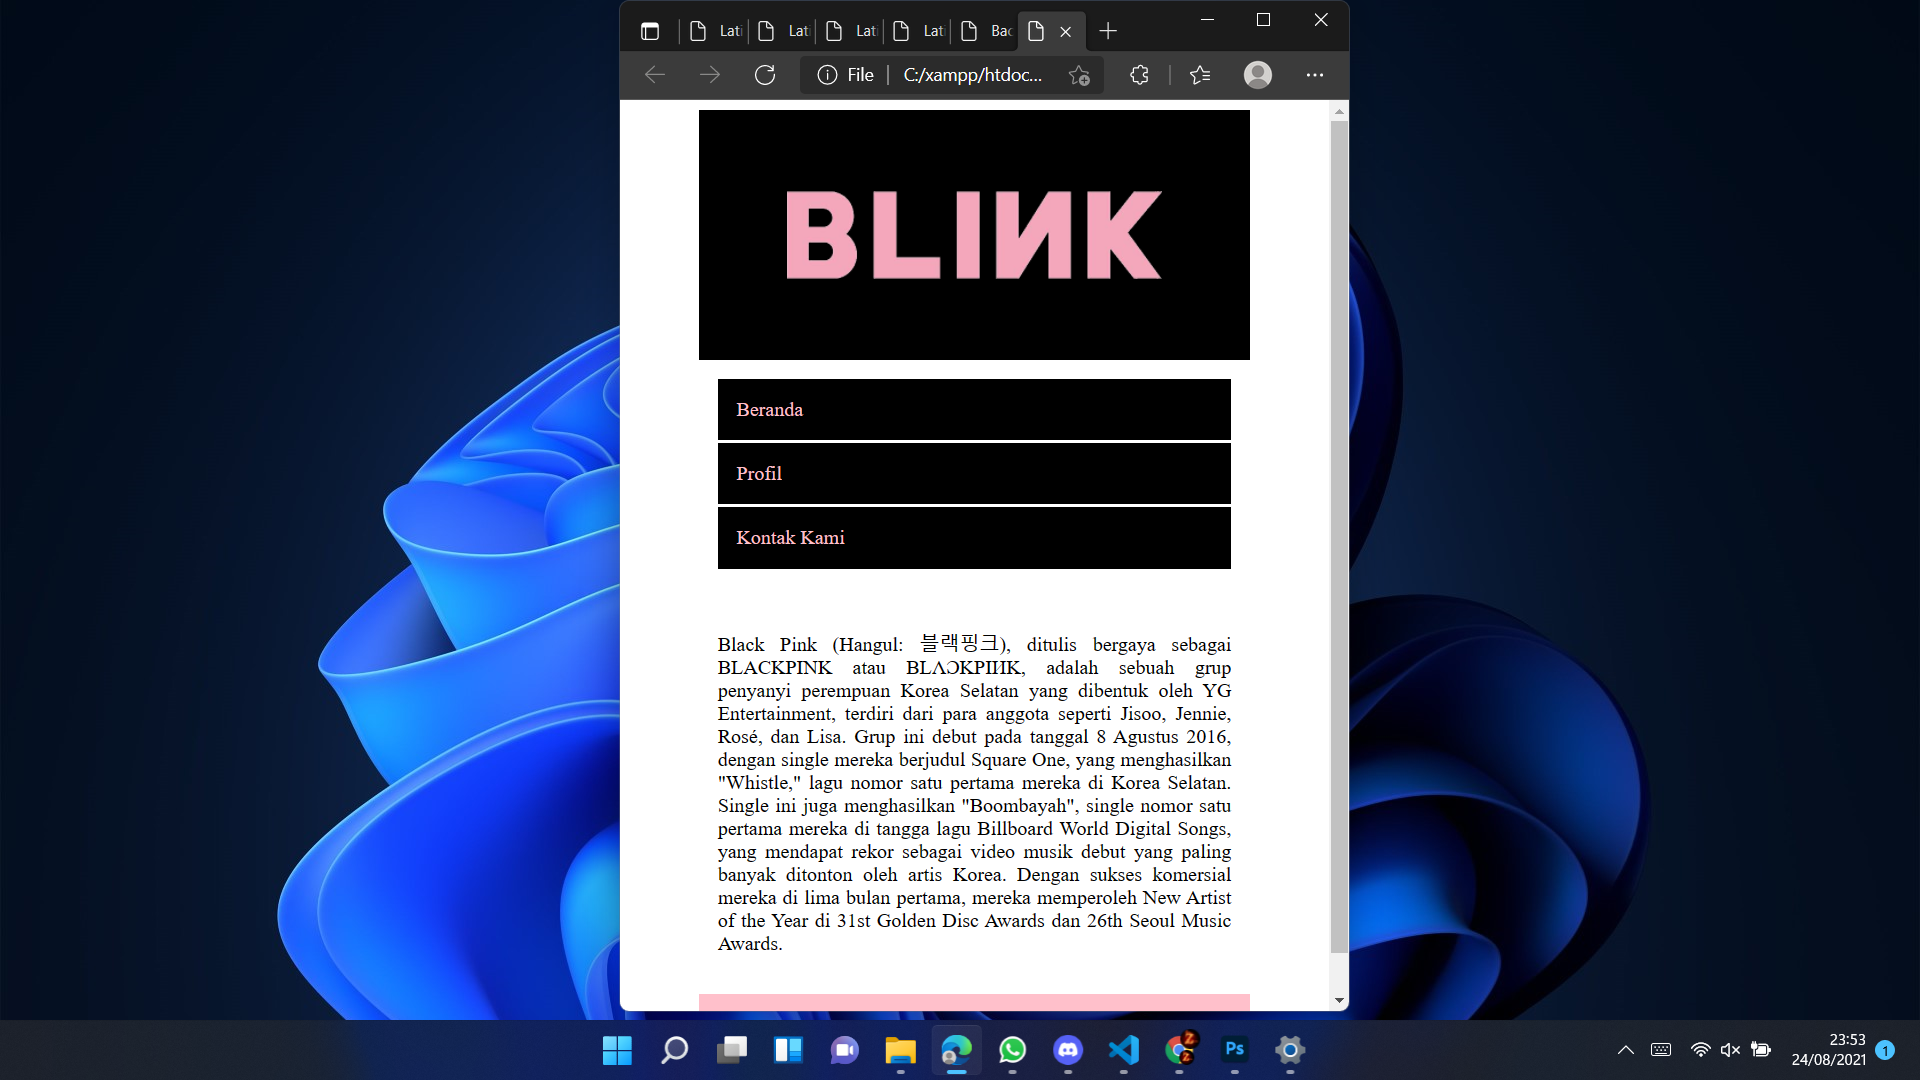 Lat
Lat
Lat
Lat
Bac
File
C:/xampp/htdoc...
BLIИK
Beranda
Profil
Kontak Kami
Black Pink (Hangul: 블랙핑크), ditulis bergaya sebagai
BLACKPINK atau BLɅƆKPIИK, adalah sebuah grup
penyanyi perempuan Korea Selatan yang dibentuk oleh YG
Entertainment, terdiri dari para anggota seperti Jisoo, Jennie,
Rosé, dan Lisa. Grup ini debut pada tanggal 8 Agustus 2016,
dengan single mereka berjudul Square One, yang menghasilkan
"Whistle," lagu nomor satu pertama mereka di Korea Selatan.
Single ini juga menghasilkan "Boombayah", single nomor satu
pertama mereka di tangga lagu Billboard World Digital Songs,
yang mendapat rekor sebagai video musik debut yang paling
banyak ditonton oleh artis Korea. Dengan sukses komersial
mereka di lima bulan pertama, mereka memperoleh New Artist
of the Year di 31st Golden Disc Awards dan 26th Seoul Music
Awards.
Ps
23:53
24/08/2021
1